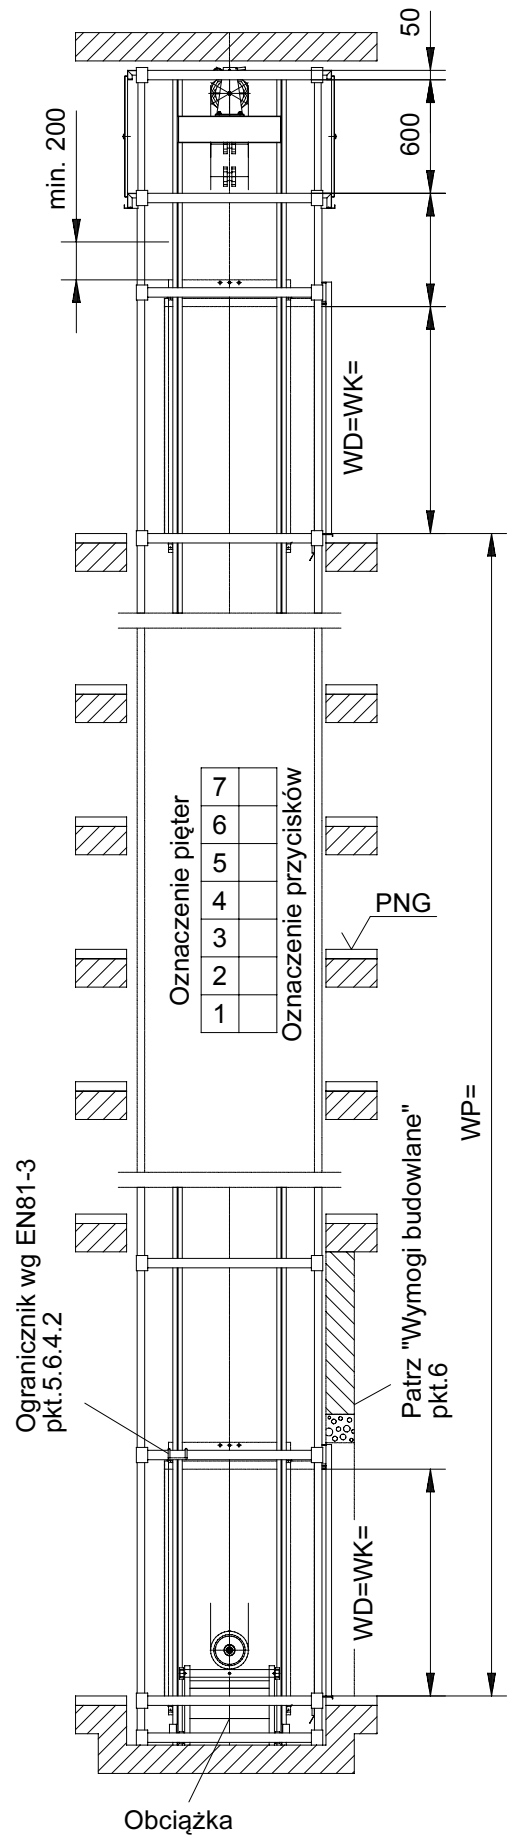 50
min. 200
600
WD=WK=
Oznaczenie pięter
7
6
5
4
3
2
1
Oznaczenie przycisków
PNG
WP=
Ogranicznik wg EN81-3
pkt.5.6.4.2
Patrz "Wymogi budowlane"
pkt.6
WD=WK=
Obciążka